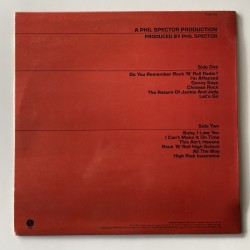 A PHIL SPECTOR PRODUCTION
PRODUCED BY PHIL SPECTOR
Side One
Do You Remember Rock 'N' Roll Radio?
I'm Affected
Danny Says
Chinese Rock
The Return Of Jackie And Judy
Let's Go
Side Two
Baby, I Love You
I Can't Make It On Time
This Ain't Havana
Rock 'N' Roll High School
All The Way
High Risk Insurance